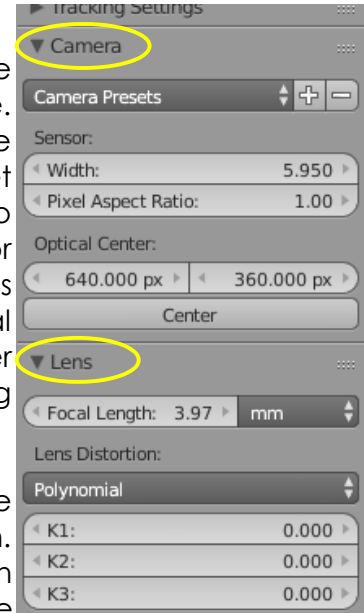 Tracking Settings
Camera
Camera Presets
Sensor:
Width: 5.950
Pixel Aspect Ratio: 1.00
Optical Center:
640.000 px 360.000 px
Center
Lens
Focal Length: 3.97 mm
Lens Distortion:
Polynomial
K1: 0.000
K2: 0.000
K3: 0.000